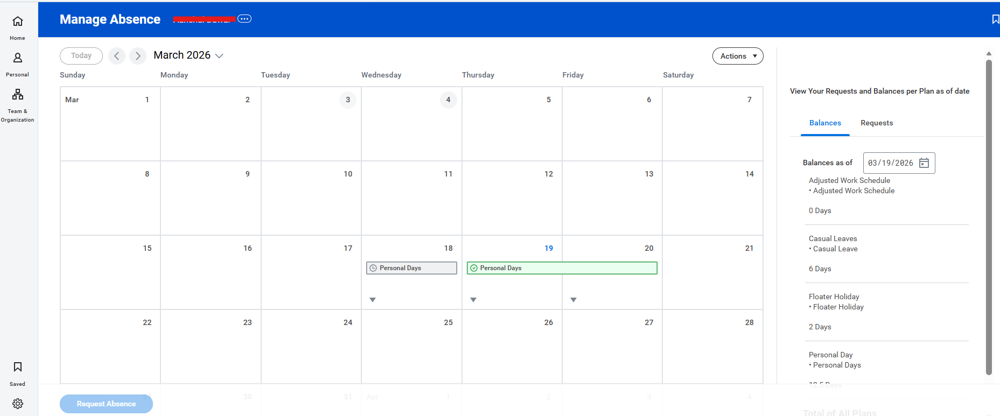 Manage Absence
Home
Personal
Team &
Organization
Saved
Today
March 2026
Actions
Sunday Monday Tuesday Wednesday Thursday Friday Saturday
Mar 1 2 3 4 5 6 7
8 9 10 11 12 13 14
15 16 17 18 19 20 21
Personal Days Personal Days
22 23 24 25 26 27 28
29 30 31 Apr 1 2 3 4
Request Absence
View Your Requests and Balances per Plan as of date
Balances Requests
Balances as of 03/19/2026
Adjusted Work Schedule
• Adjusted Work Schedule
0 Days
Casual Leaves
• Casual Leave
6 Days
Floater Holiday
• Floater Holiday
2 Days
Personal Day
• Personal Days
12.5 Days
Total of All Plans